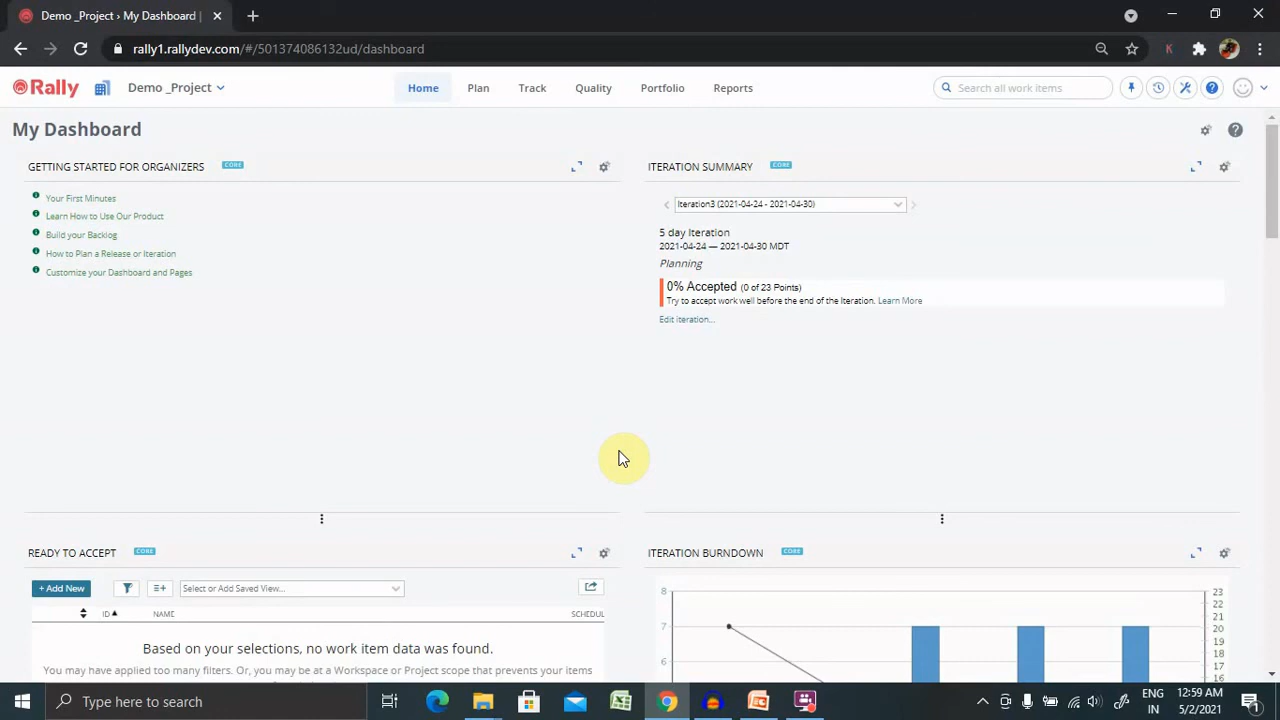 Demo _Project › My Dashboard |
rally1.rallydev.com/#/501374086132ud/dashboard
Rally
Demo _Project
Home
Plan
Track
Quality
Portfolio
Reports
Search all work items
My Dashboard
GETTING STARTED FOR ORGANIZERS
CORE
Your First Minutes
Learn How to Use Our Product
Build your Backlog
How to Plan a Release or Iteration
Customize your Dashboard and Pages
ITERATION SUMMARY
CORE
Iteration3 (2021-04-24 - 2021-04-30)
5 day Iteration
2021-04-24 — 2021-04-30 MDT
Planning
0% Accepted (0 of 23 Points)
Try to accept work well before the end of the Iteration. Learn More
Edit iteration...
READY TO ACCEPT
CORE
+ Add New
Select or Add Saved View...
ID
NAME
SCHEDUL
Based on your selections, no work item data was found.
You may have applied too many filters. Or, you may be at a Workspace or Project scope that prevents your items
ITERATION BURNDOWN
CORE
8
7
6
23
22
21
20
19
18
17
16
Type here to search
ENG
IN
12:59 AM
5/2/2021
1